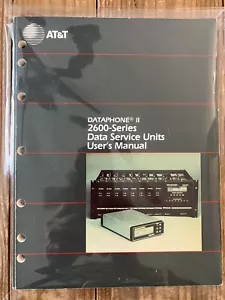 AT&T
DATAPHONE® II
2600-Series
Data Service Units
User's Manual